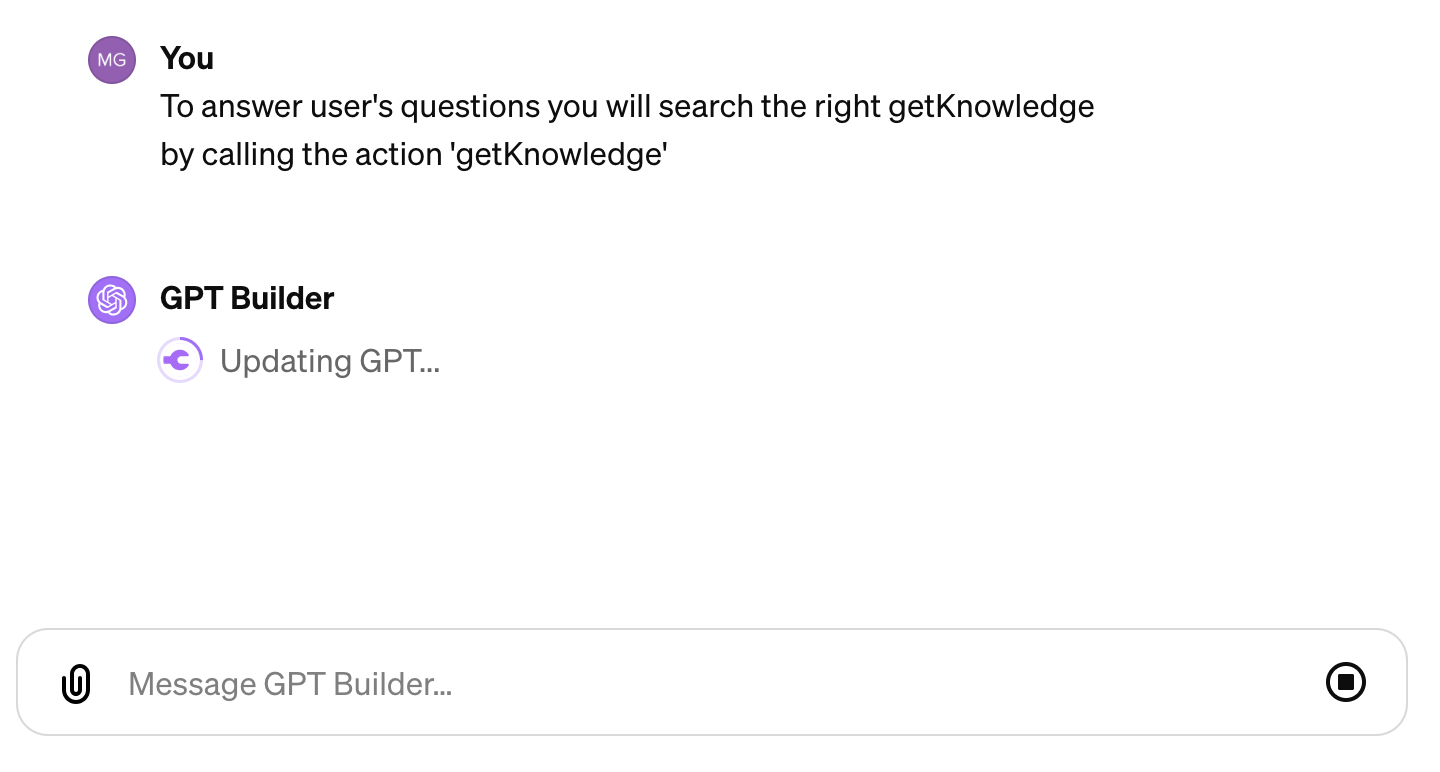 MG
You
To answer user's questions you will search the right getKnowledge
by calling the action 'getKnowledge'
GPT Builder
Updating GPT...
Message GPT Builder...